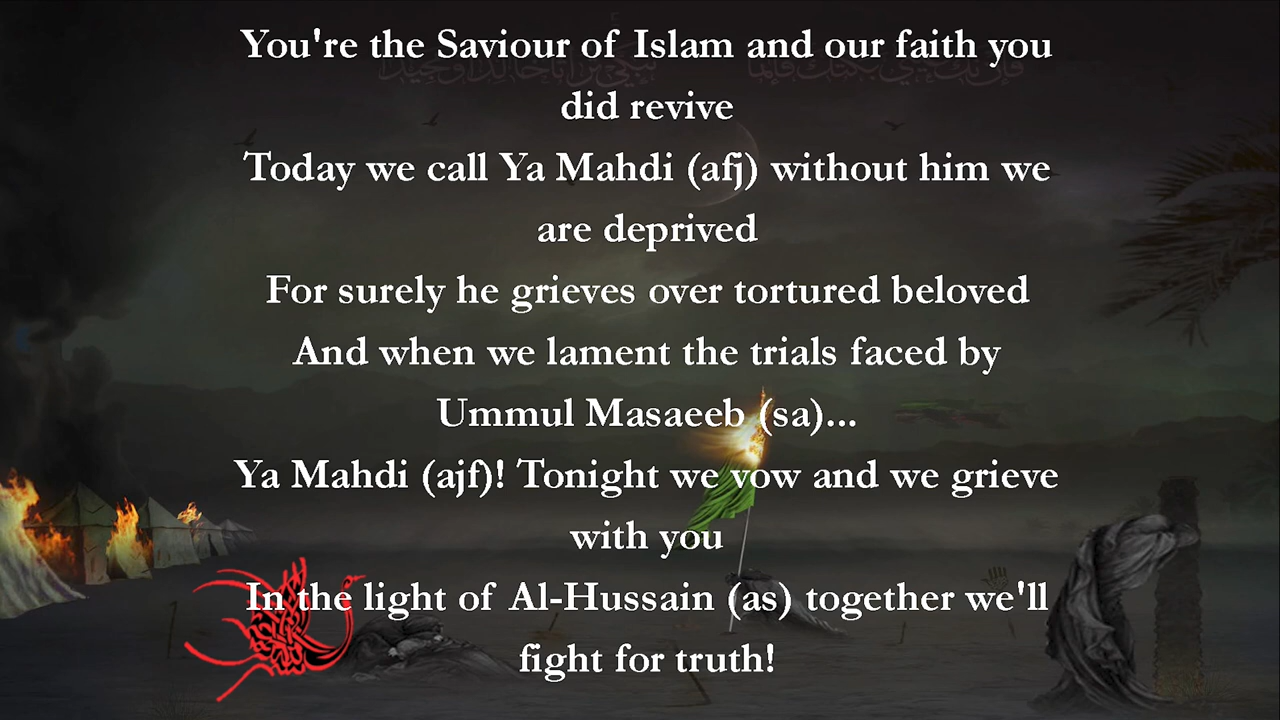 You're the Saviour of Islam and our faith you
did revive
Today we call Ya Mahdi (afj) without him we
are deprived
For surely he grieves over tortured beloved
And when we lament the trials faced by
Ummul Masaeeb (sa)...
Ya Mahdi (ajf)! Tonight we vow and we grieve
with you
In the light of Al-Hussain (as) together we'll
fight for truth!